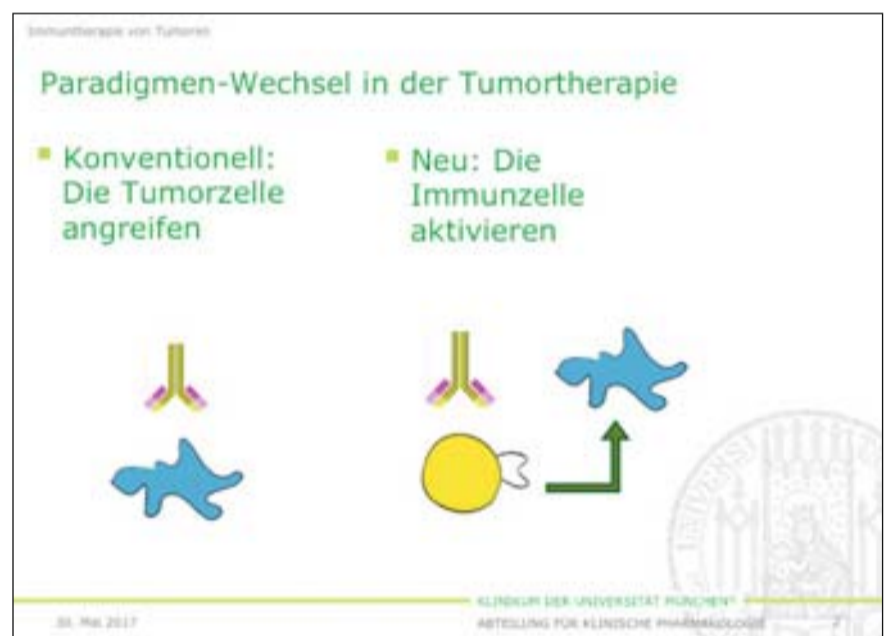 Immuntherapie von Tumoren
Paradigmen-Wechsel in der Tumortherapie
Konventionell:
Die Tumorzelle
angreifen
Neu: Die
Immunzelle
aktivieren
KLINIKUM DER UNIVERSITÄT MÜNCHEN®
Mai 2017
ABTEILUNG FÜR KLINISCHE PHARMAKOLOGIE